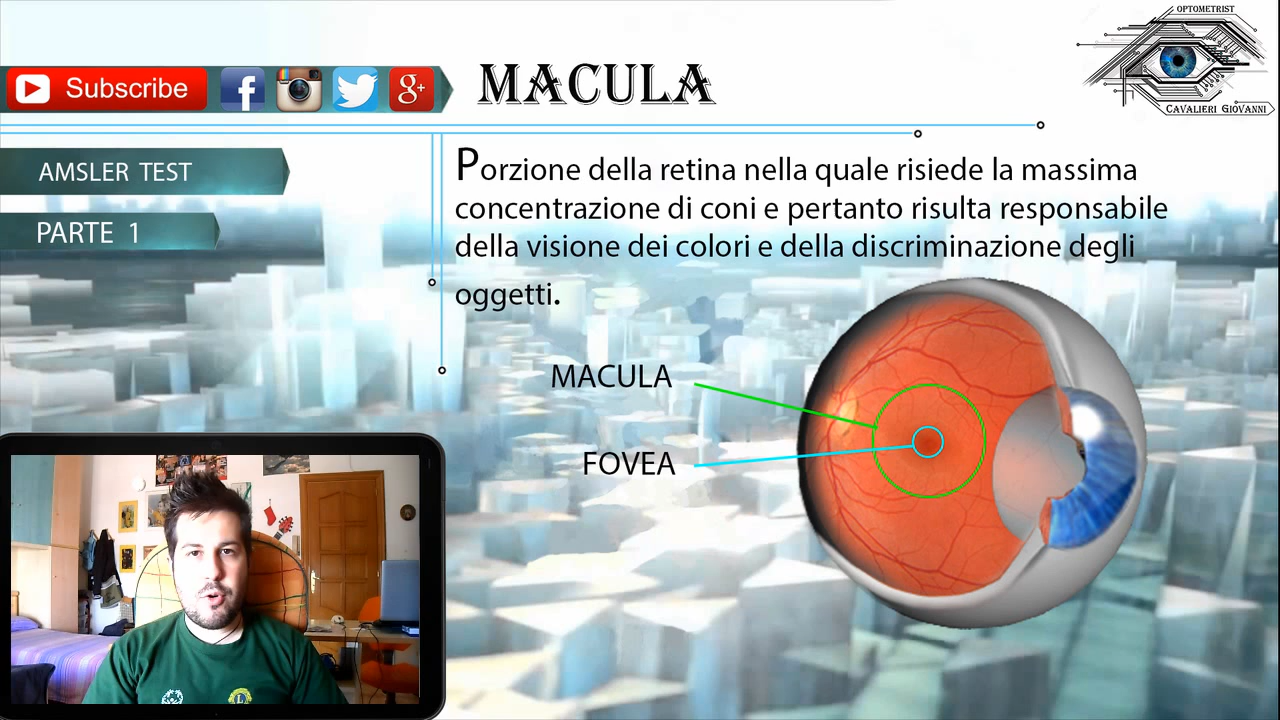 OPTOMETRIST
CAVALIERI GIOVANNI
Subscribe
MACULA
AMSLER TEST
PARTE 1
Porzione della retina nella quale risiede la massima
concentrazione di coni e pertanto risulta responsabile
della visione dei colori e della discriminazione degli
oggetti.
MACULA
FOVEA